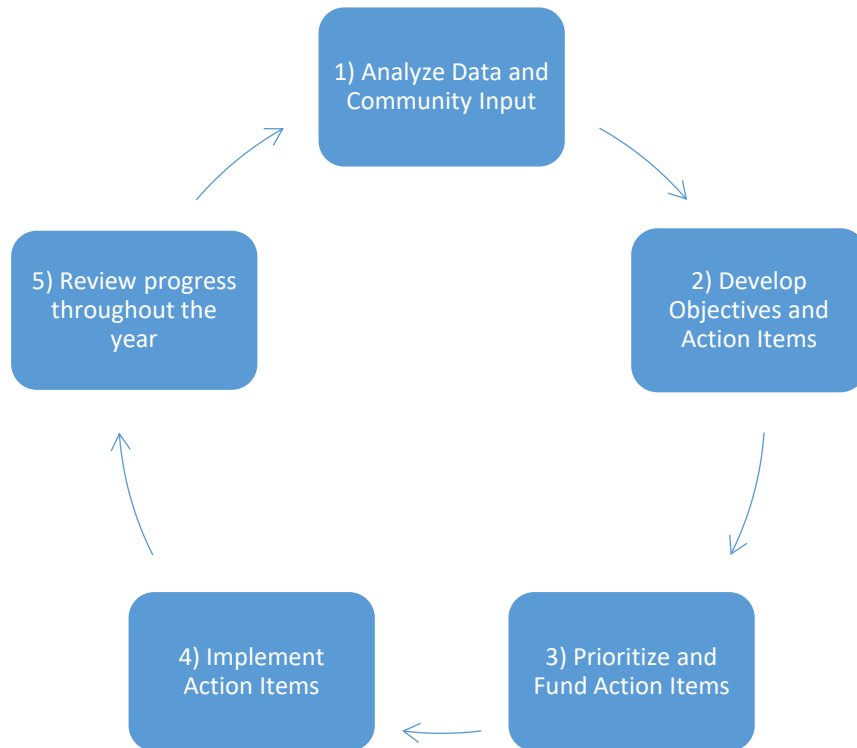 1) Analyze Data and
Community Input
2) Develop
Objectives and
Action Items
3) Prioritize and
Fund Action Items
4) Implement
Action Items
5) Review progress
throughout the
year